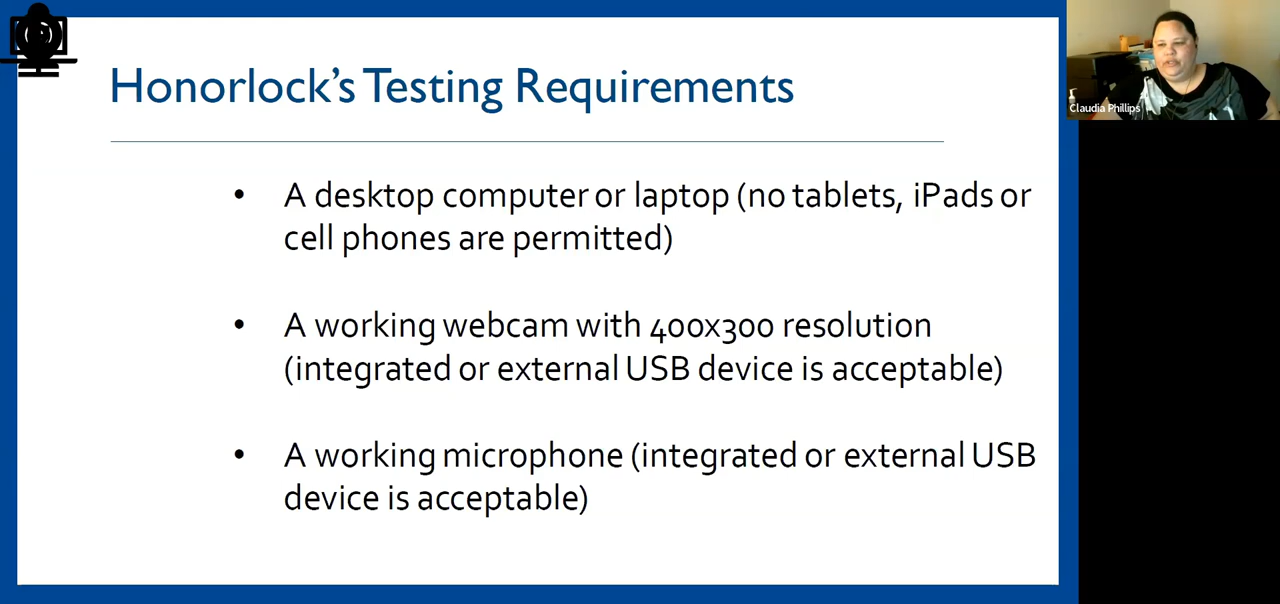 Honorlock's Testing Requirements
• A desktop computer or laptop (no tablets, iPads or
cell phones are permitted)
• A working webcam with 400x300 resolution
(integrated or external USB device is acceptable)
• A working microphone (integrated or external USB
device is acceptable)
Claudia Phillips